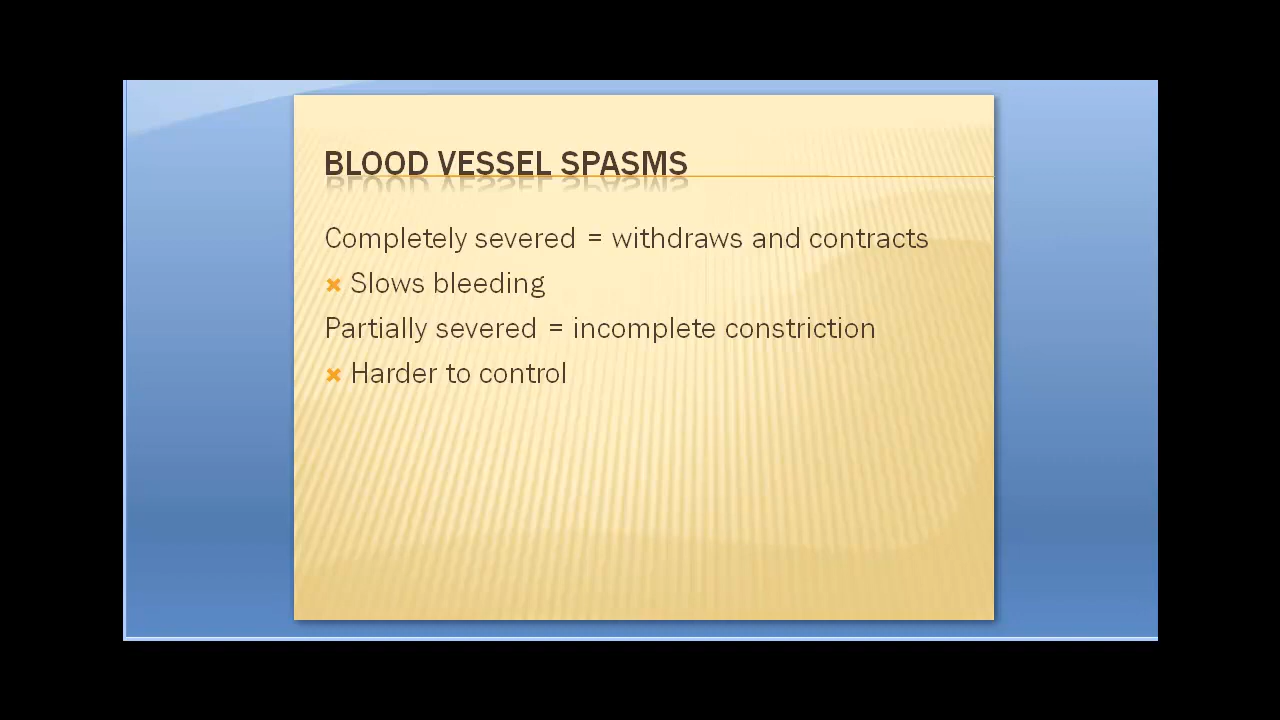 BLOOD VESSEL SPASMS
Completely severed = withdraws and contracts
Slows bleeding
Partially severed = incomplete constriction
Harder to control